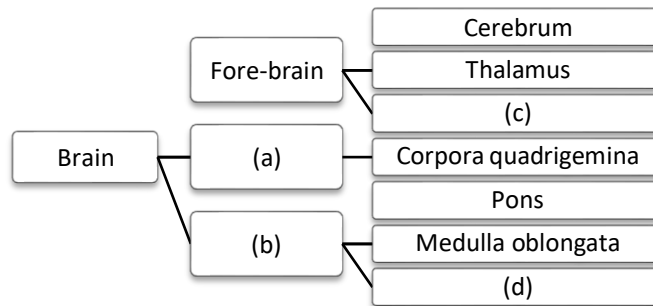 Cerebrum
Fore-brain
Thalamus
(c)
Brain
(a)
Corpora quadrigemina
Pons
(b)
Medulla oblongata
(d)